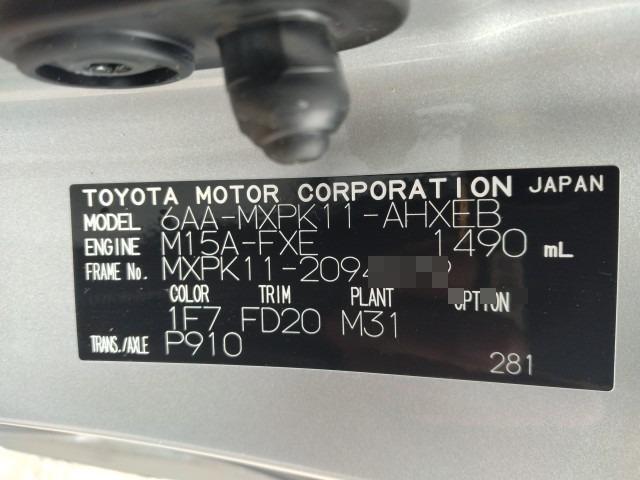 TOYOTA MOTOR CORPORATION JAPAN
MODEL 6AA-MXPK11-AHXEB
ENGINE M15A-FXE 1490 mL
FRAME No. MXPK11-2094
COLOR TRIM PLANT OPTION
1F7 FD20 M31
TRANS./AXLE P910
281